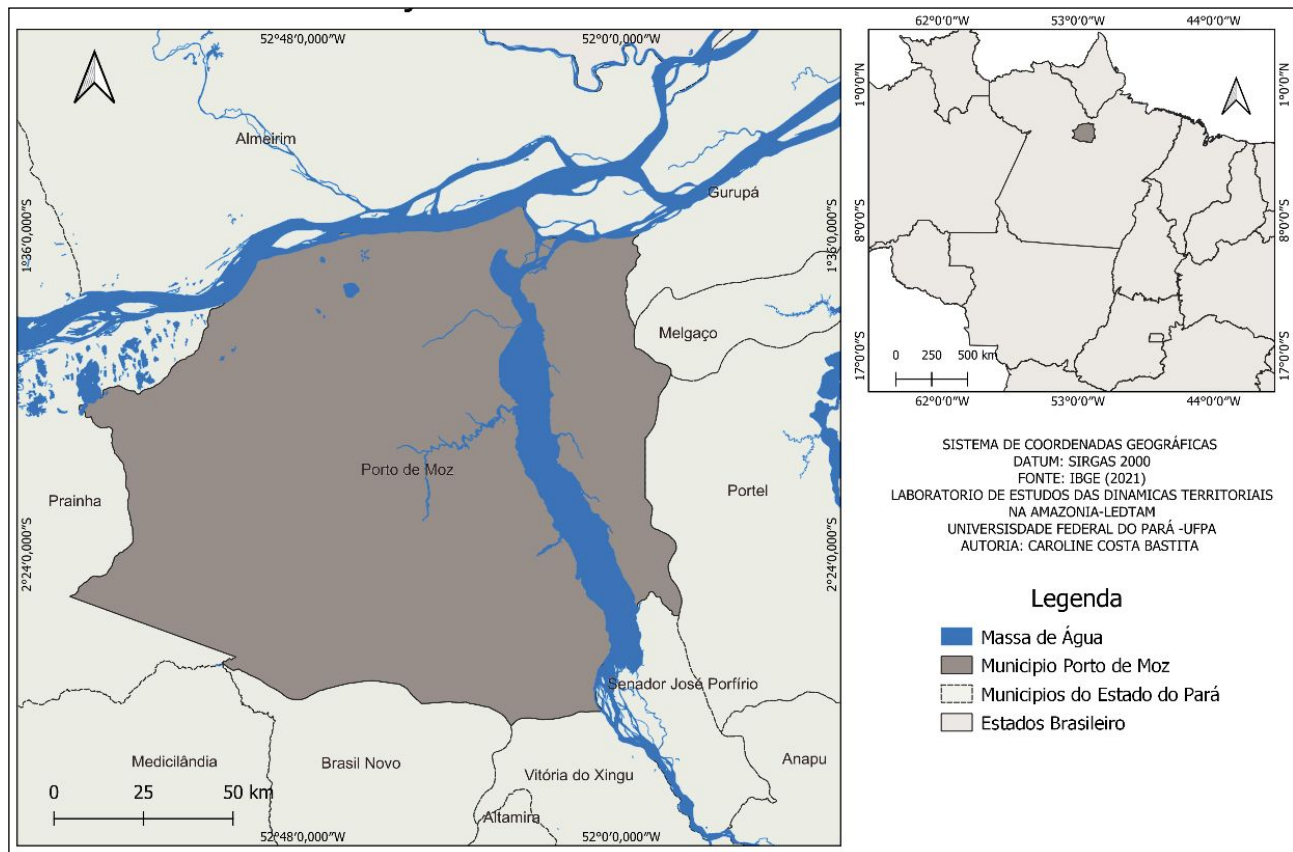 52°48'0,000"W
52°0'0,000"W
1°36'0,000"S
1°36'0,000"S
Almeirim
Gurupá
Melgaço
Porto de Moz
Portel
Prainha
2°24'0,000"S
2°24'0,000"S
Senador José Porfírio
Medicilândia
Brasil Novo
Vitória do Xingu
Anapu
Altamira
0 25 50 km
52°48'0,000"W
52°0'0,000"W
62°0'0"W 53°0'0"W 44°0'0"W
1°0'0"N
1°0'0"N
8°0'0"S
8°0'0"S
17°0'0"S
17°0'0"S
0 250 500 km
62°0'0"W 53°0'0"W 44°0'0"W
SISTEMA DE COORDENADAS GEOGRÁFICAS
DATUM: SIRGAS 2000
FONTE: IBGE (2021)
LABORATORIO DE ESTUDOS DAS DINAMICAS TERRITORIAIS
NA AMAZONIA-LEDTAM
UNIVERSISDADE FEDERAL DO PARÁ -UFPA
AUTORIA: CAROLINE COSTA BASTITA
Legenda
Massa de Água
Municipio Porto de Moz
Municipios do Estado do Pará
Estados Brasileiro